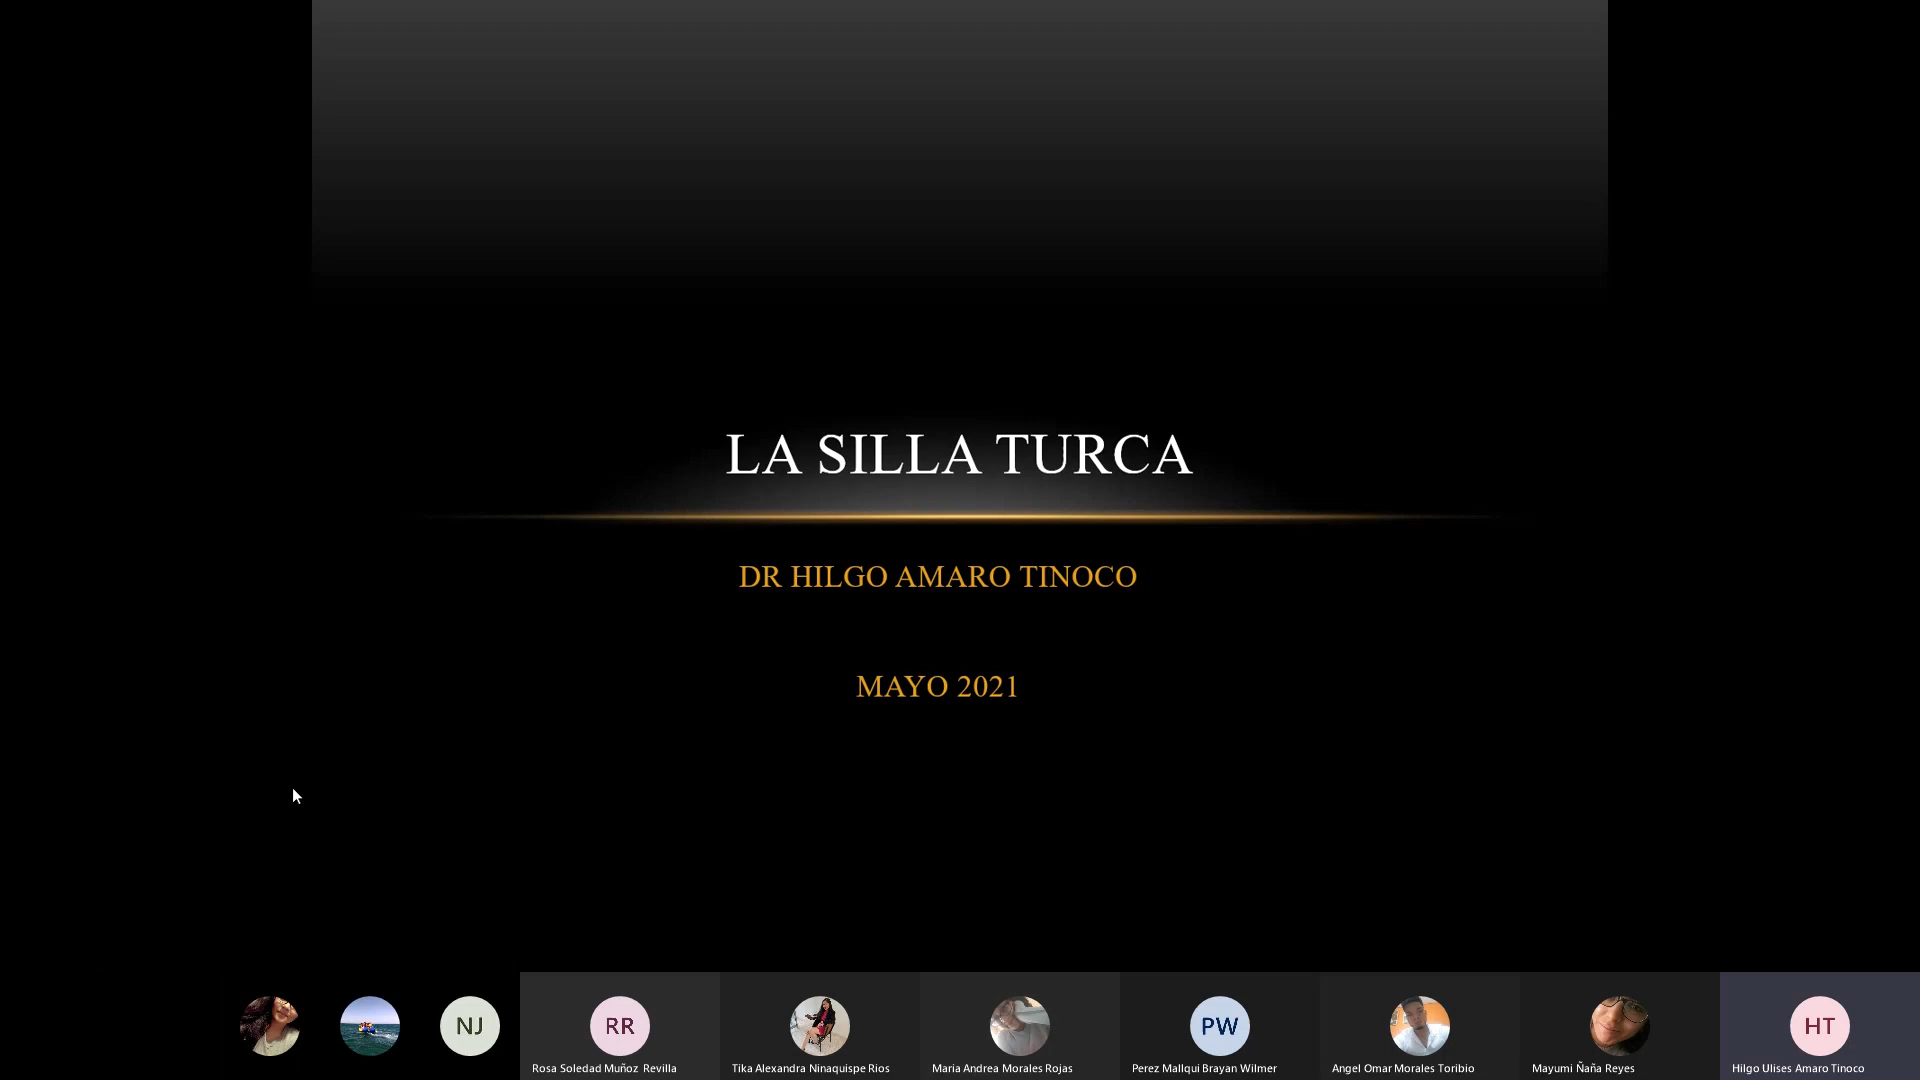 LA SILLA TURCA
DR HILGO AMARO TINOCO
MAYO 2021
NJ
RR
PW
HT
Rosa Soledad Muñoz Revilla
Tika Alexandra Ninaquispe Rios
Maria Andrea Morales Rojas
Perez Mallqui Brayan Wilmer
Angel Omar Morales Toribio
Mayumi Ñaña Reyes
Hilgo Ulises Amaro Tinoco